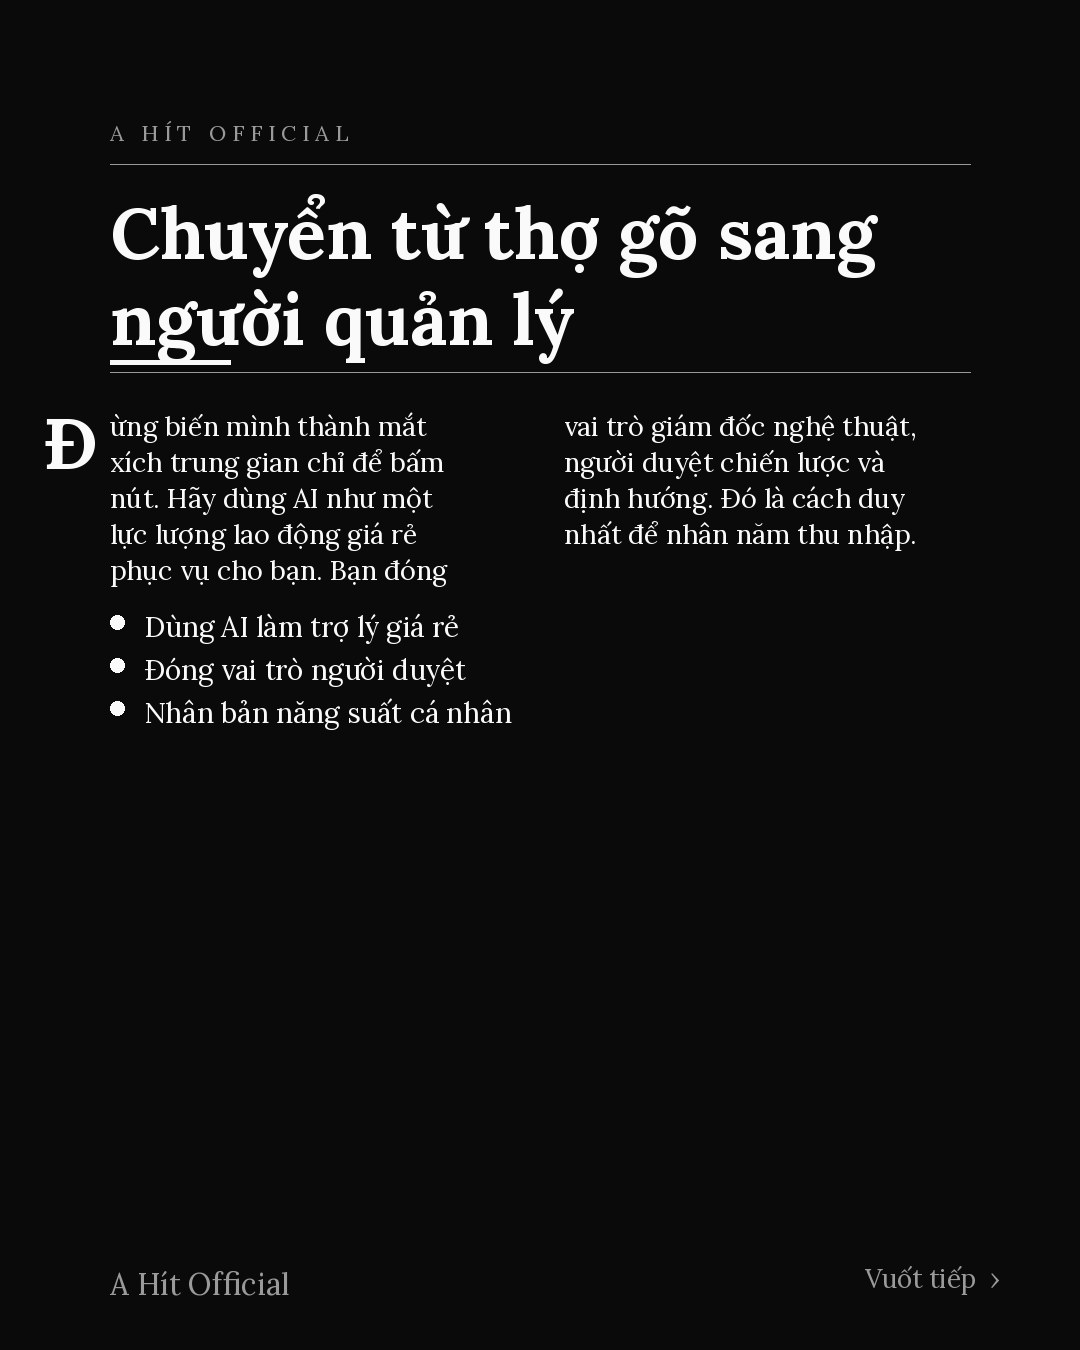 A HÍT OFFICIAL
Chuyển từ thợ gõ sang
người quản lý
Đừng biến mình thành mắt
xích trung gian chỉ để bấm
nút. Hãy dùng AI như một
lực lượng lao động giá rẻ
phục vụ cho bạn. Bạn đóng
vai trò giám đốc nghệ thuật,
người duyệt chiến lược và
định hướng. Đó là cách duy
nhất để nhân năm thu nhập.
Dùng AI làm trợ lý giá rẻ
Đóng vai trò người duyệt
Nhân bản năng suất cá nhân
A Hít Official
Vuốt tiếp ›